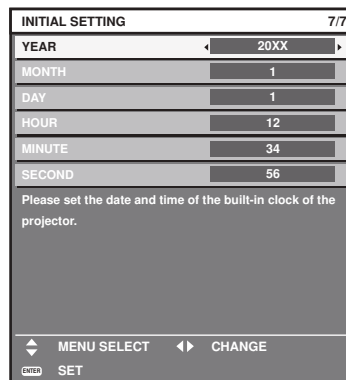 INITIAL SETTING 7/7
YEAR 20XX
MONTH 1
DAY 1
HOUR 12
MINUTE 34
SECOND 56
Please set the date and time of the built-in clock of the
projector.
MENU SELECT CHANGE
ENTER SET